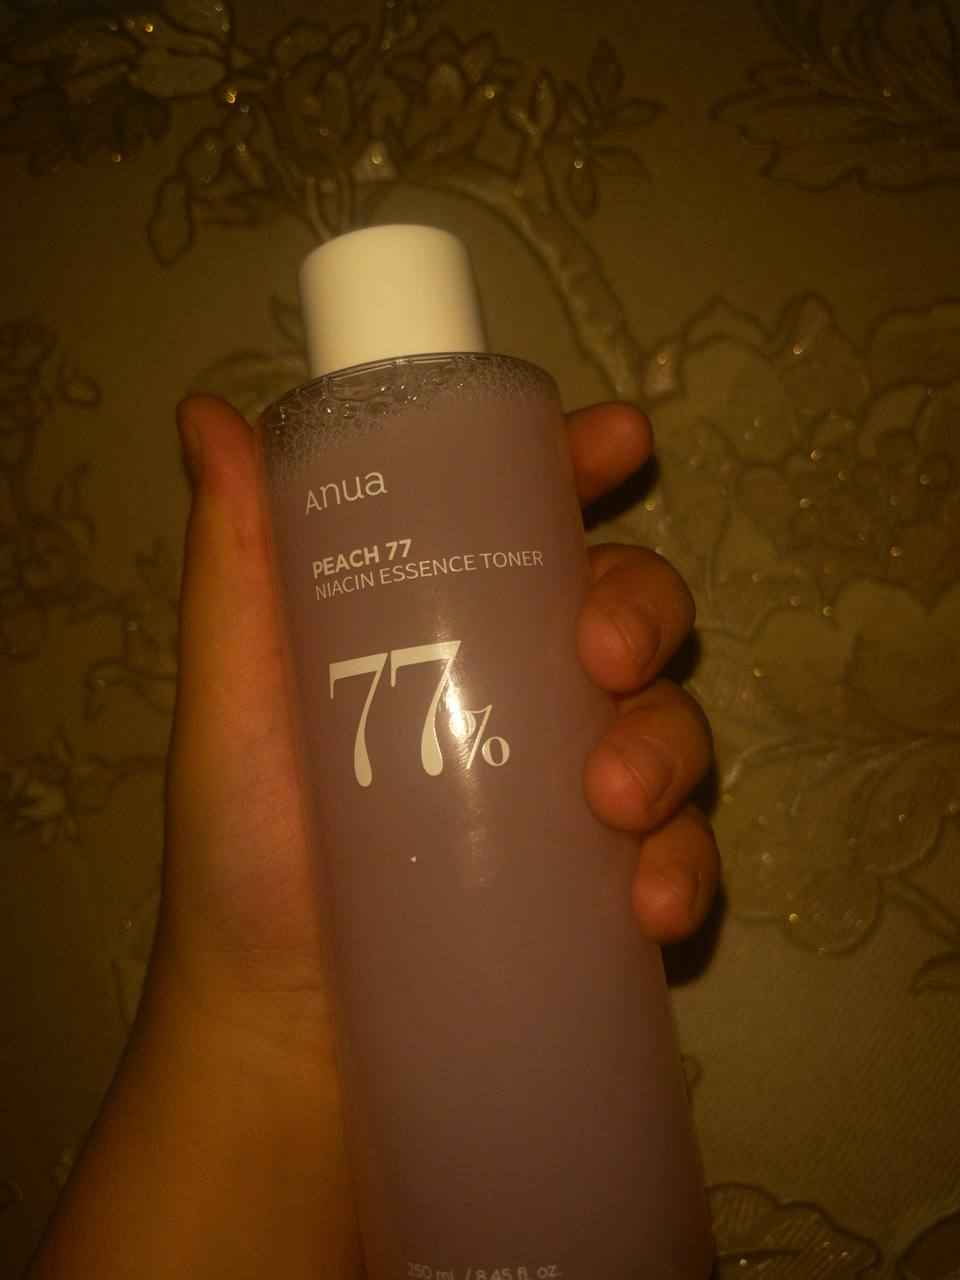 Anua
PEACH 77
NIACIN ESSENCE TONER
77%
250 mL / 8.45 fl. oz.